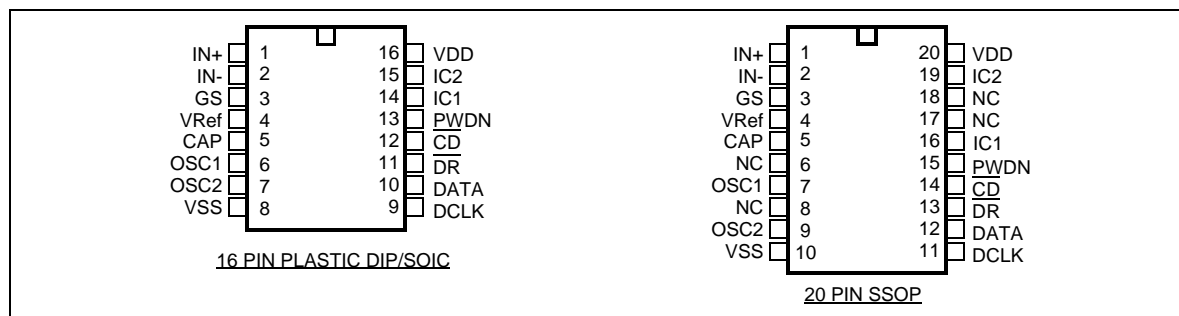 IN+ 1 16 VDD
IN- 2 15 IC2
GS 3 14 IC1
VRef 4 13 PWDN
CAP 5 12 CD
OSC1 6 11 DR
OSC2 7 10 DATA
VSS 8 9 DCLK
16 PIN PLASTIC DIP/SOIC
IN+ 1 20 VDD
IN- 2 19 IC2
GS 3 18 NC
VRef 4 17 NC
CAP 5 16 IC1
NC 6 15 PWDN
OSC1 7 14 CD
NC 8 13 DR
OSC2 9 12 DATA
VSS 10 11 DCLK
20 PIN SSOP